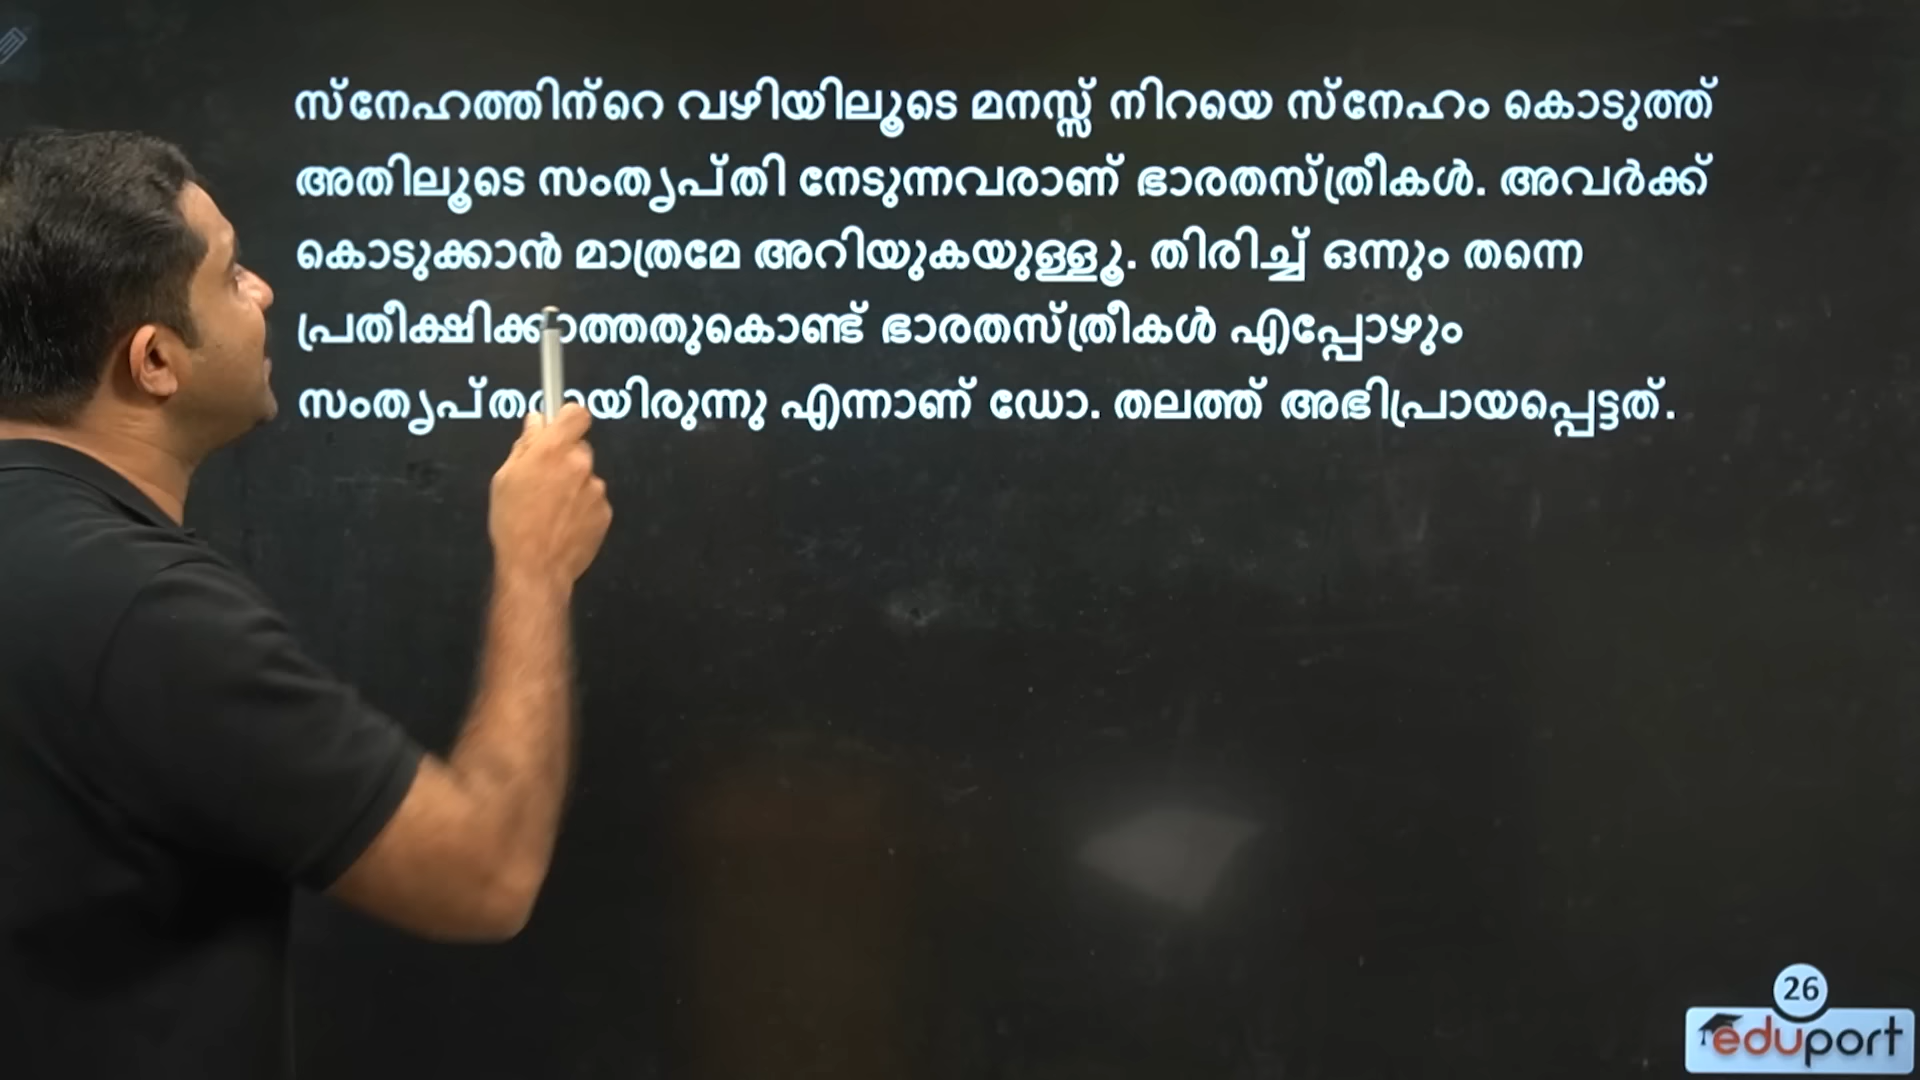 സ്നേഹത്തിന്റെ വഴിയിലൂടെ മനസ്സ് നിറയെ സ്നേഹം കൊടുത്ത്
അതിലൂടെ സംതൃപ്തി നേടുന്നവരാണ് ഭാരതസ്ത്രീകൾ. അവർക്ക്
കൊടുക്കാൻ മാത്രമേ അറിയുകയുള്ളൂ. തിരിച്ച് ഒന്നും തന്നെ
പ്രതീക്ഷിക്കാത്തതുകൊണ്ട് ഭാരതസ്ത്രീകൾ എപ്പോഴും
സംതൃപ്തരായിരുന്നു എന്നാണ് ഡോ. തലത്ത് അഭിപ്രായപ്പെട്ടത്.
26
eduport